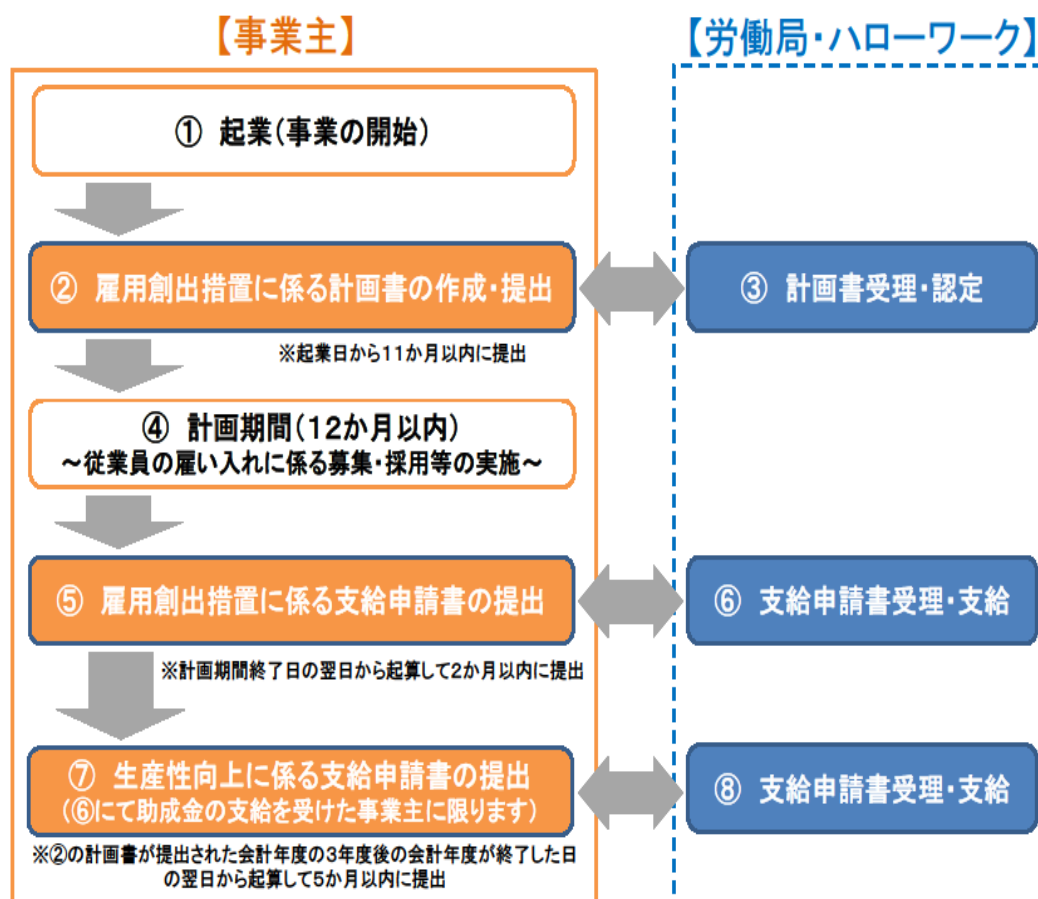 【事業主】
【労働局・ハローワーク】
① 起業(事業の開始)
② 雇用創出措置に係る計画書の作成・提出
③ 計画書受理・認定
※起業日から11か月以内に提出
④ 計画期間(12か月以内)
～従業員の雇い入れに係る募集・採用等の実施～
⑤ 雇用創出措置に係る支給申請書の提出
⑥ 支給申請書受理・支給
※計画期間終了日の翌日から起算して2か月以内に提出
⑦ 生産性向上に係る支給申請書の提出
(⑥にて助成金の支給を受けた事業主に限ります)
⑧ 支給申請書受理・支給
※②の計画書が提出された会計年度の3年度後の会計年度が終了した日
の翌日から起算して5か月以内に提出